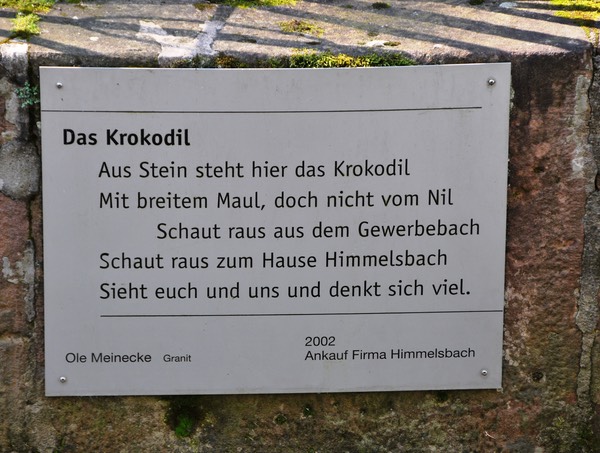 Das Krokodil
Aus Stein steht hier das Krokodil
Mit breitem Maul, doch nicht vom Nil
Schaut raus aus dem Gewerbebach
Schaut raus zum Hause Himmelsbach
Sieht euch und uns und denkt sich viel.
Ole Meinecke Granit
2002
Ankauf Firma Himmelsbach